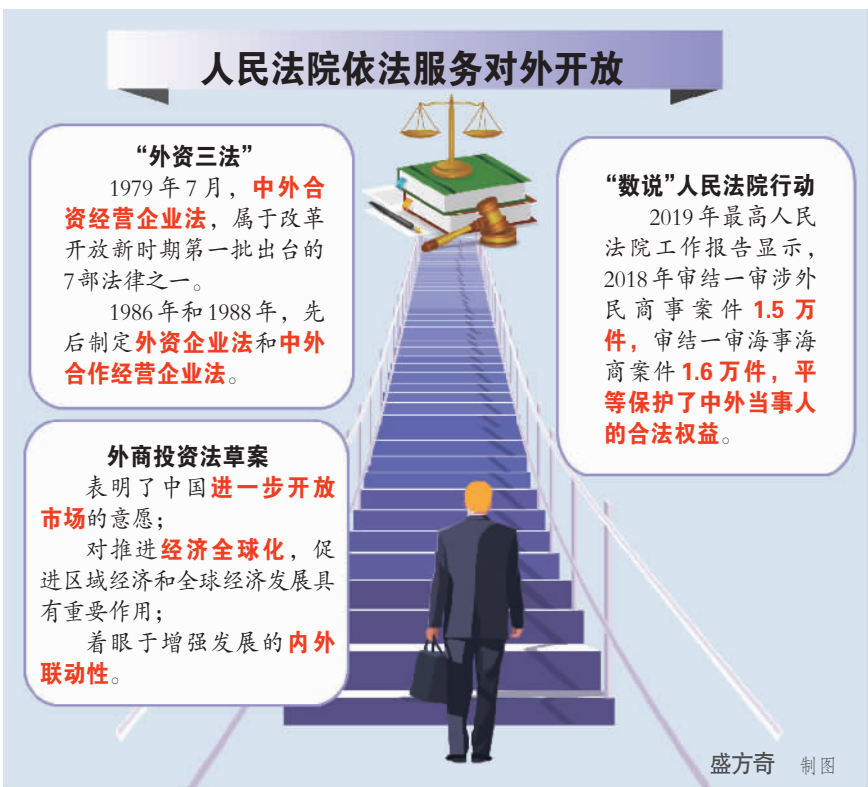 人民法院依法服务对外开放
“外资三法”
1979年7月，中外合
资经营企业法，属于改革
开放新时期第一批出台的
7部法律之一。
1986年和1988年，先
后制定外资企业法和中外
合作经营企业法。
外商投资法草案
表明了中国进一步开放
市场的意愿；
对推进经济全球化，促
进区域经济和全球经济发展具
有重要作用；
着眼于增强发展的内外
联动性。
“数说”人民法院行动
2019年最高人民
法院工作报告显示，
2018年审结一审涉外
民商事案件1.5万
件，审结一审海事海
商案件1.6万件，平
等保护了中外当事人
的合法权益。
盛方奇 制图